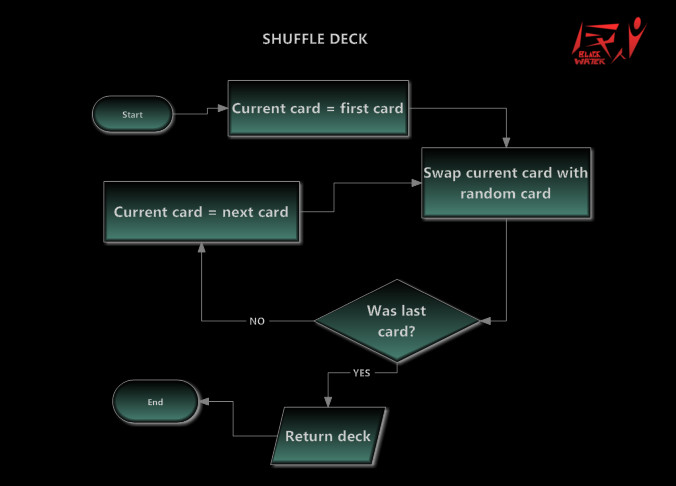 SHUFFLE DECK
BLACK
WATER
Start
Current card = first card
Swap current card with
random card
Current card = next card
Was last
card?
NO
YES
End
Return deck